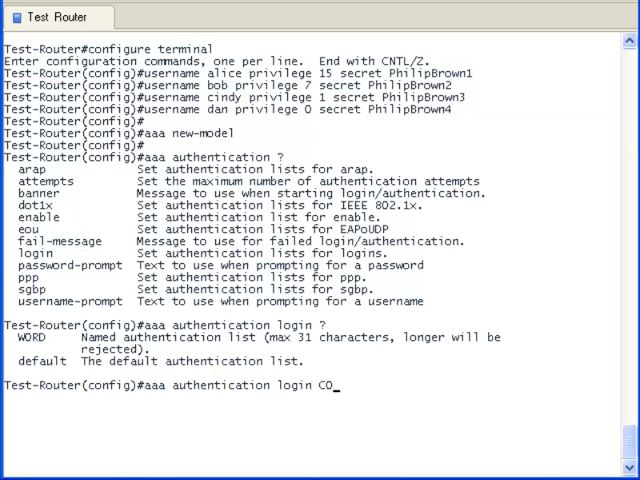 Test Router
Test-Router#configure terminal
Enter configuration commands, one per line.  End with CNTL/Z.
Test-Router(config)#username alice privilege 15 secret PhilipBrown1
Test-Router(config)#username bob privilege 7 secret PhilipBrown2
Test-Router(config)#username cindy privilege 1 secret PhilipBrown3
Test-Router(config)#username dan privilege 0 secret PhilipBrown4
Test-Router(config)#
Test-Router(config)#aaa new-model
Test-Router(config)#
Test-Router(config)#aaa authentication ?
  arap             Set authentication lists for arap.
  attempts         Set the maximum number of authentication attempts
  banner           Message to use when starting login/authentication.
  dot1x            Set authentication lists for IEEE 802.1x.
  enable           Set authentication list for enable.
  eou              Set authentication lists for EAPoUDP
  fail-message     Message to use for failed login/authentication.
  login            Set authentication lists for logins.
  password-prompt  Text to use when prompting for a password
  ppp              Set authentication lists for ppp.
  sgbp             Set authentication lists for sgbp.
  username-prompt  Text to use when prompting for a username
Test-Router(config)#aaa authentication login ?
  WORD     Named authentication list (max 31 characters, longer will be
           rejected).
  default  The default authentication list.
Test-Router(config)#aaa authentication login CO_